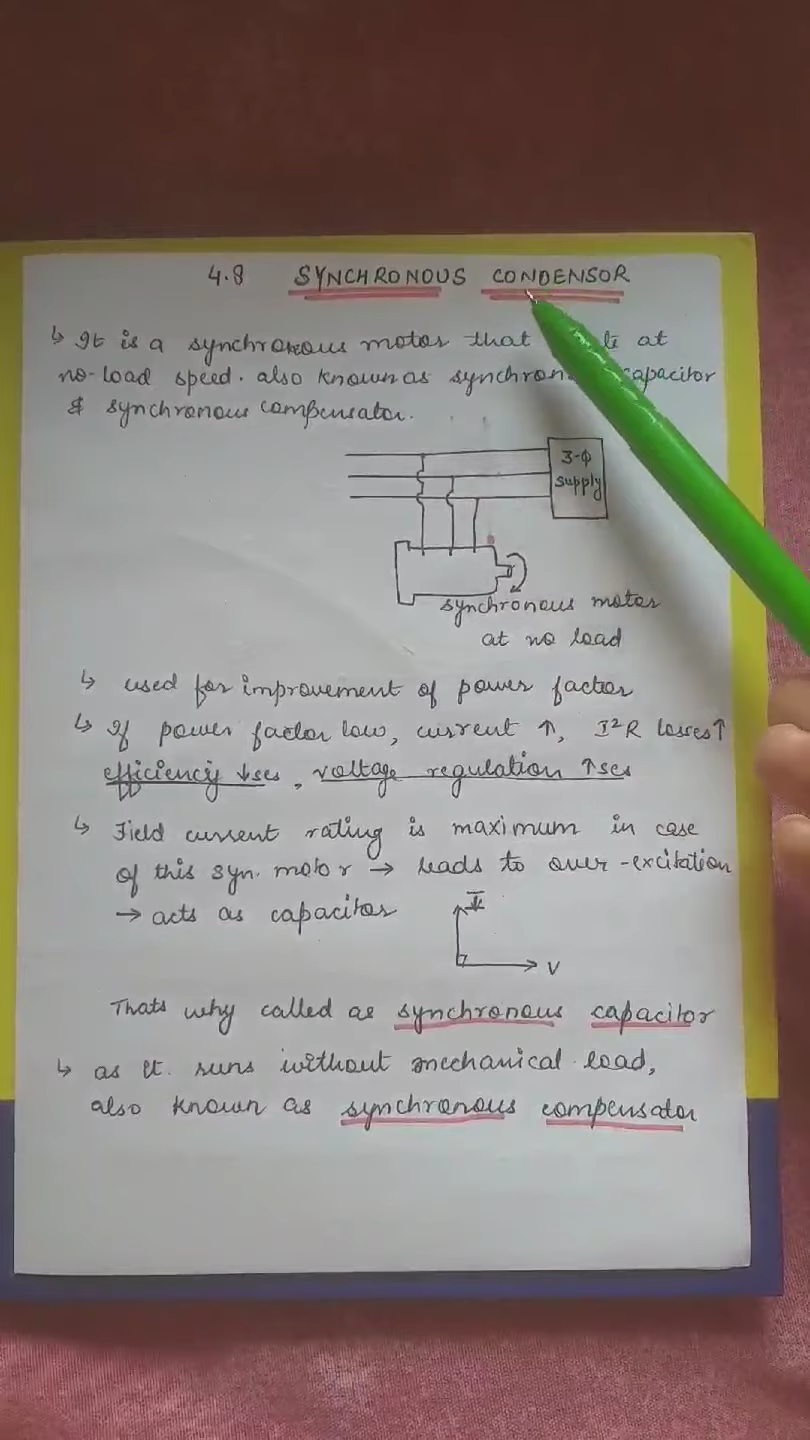 4.8 SYNCHRONOUS CONDENSOR
↳ It is a synchronous motor that at
no-load speed. also known as capacitor
& synchronous compensator.
3-Φ
supply
synchronous motor
at no load
↳ used for improvement of power factor
↳ If power factor low, current ↑, I²R losses↑
efficiency ↓ses, voltage regulation ↑ses
↳ Field current rating is maximum in case
of this syn. motor → leads to over-excitation
→ acts as capacitor
V
Thats why called as synchronous capacitor
↳ as it. runs without mechanical load,
also known as synchronous compensator